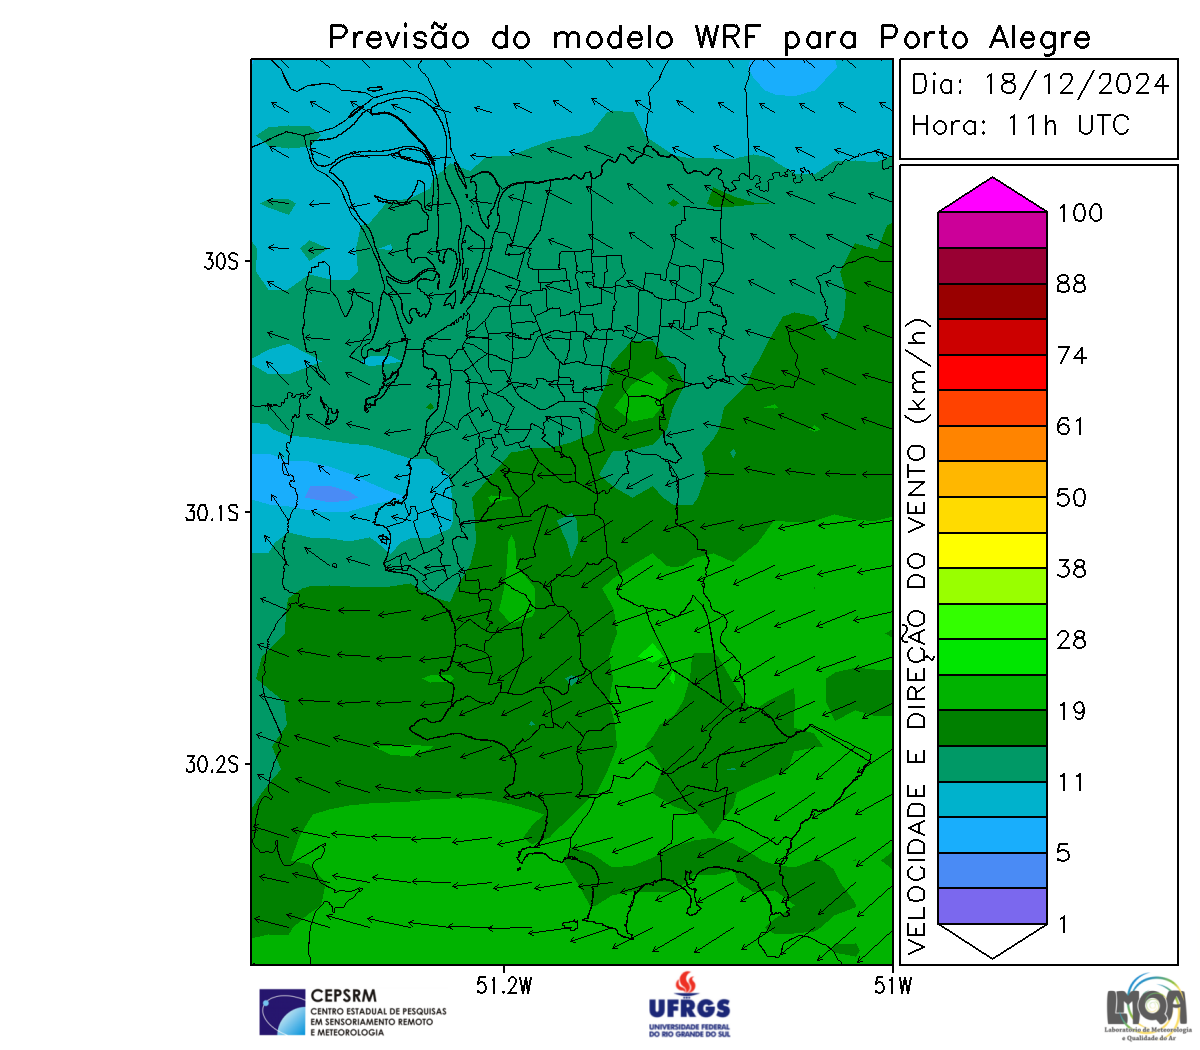 Previsão do modelo WRF para Porto Alegre
Dia: 18/12/2024
Hora: 11h UTC
100
88
74
61
50
38
28
19
11
5
1
VELOCIDADE E DIREÇÃO DO VENTO (km/h)
30S
30.1S
30.2S
51.2W
51W
CEPSRM
CENTRO ESTADUAL DE PESQUISAS
EM SENSORIAMENTO REMOTO
E METEOROLOGIA
UFRGS
UNIVERSIDADE FEDERAL
DO RIO GRANDE DO SUL
LMQA
Laboratório de Meteorologia
e Qualidade do Ar